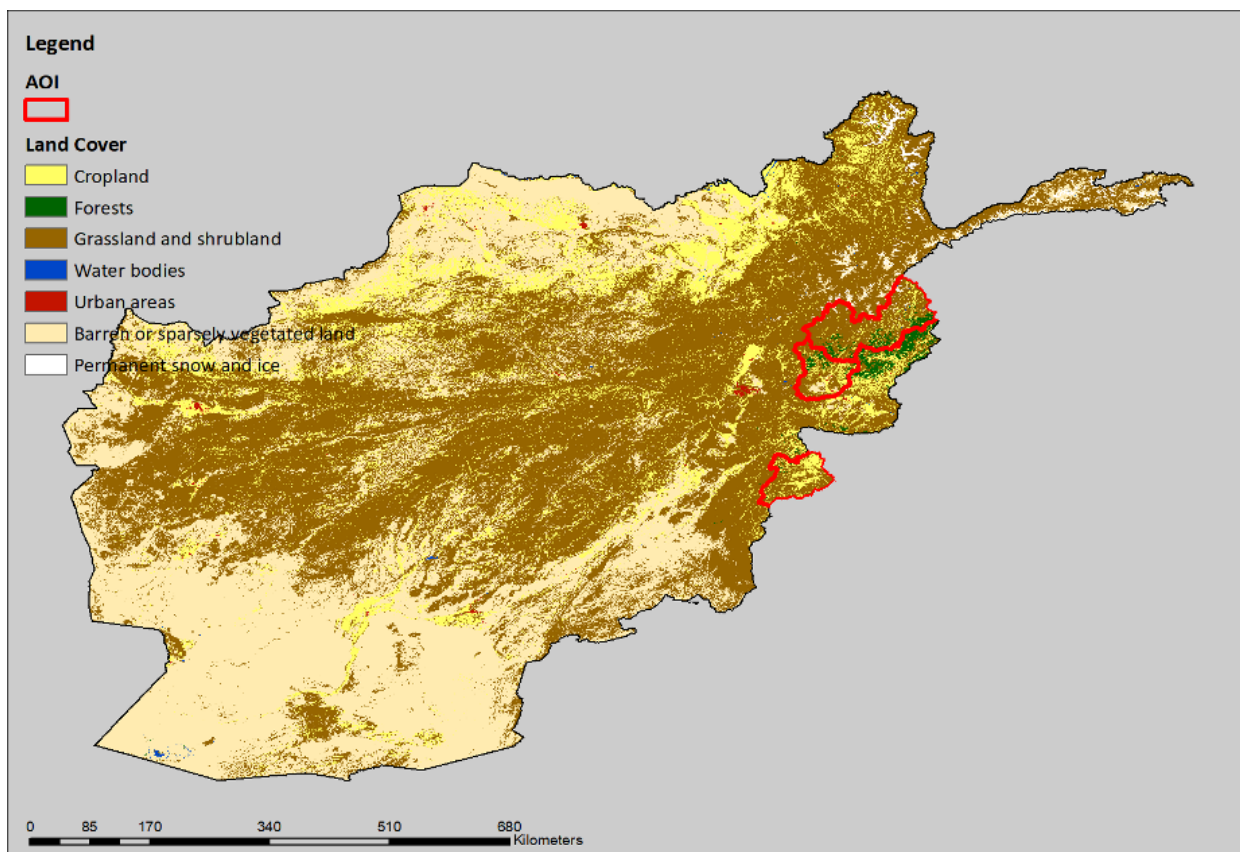 Legend
AOI
Land Cover
Cropland
Forests
Grassland and shrubland
Water bodies
Urban areas
Barren or sparsely vegetated land
Permanent snow and ice
0 85 170 340 510 680
Kilometers